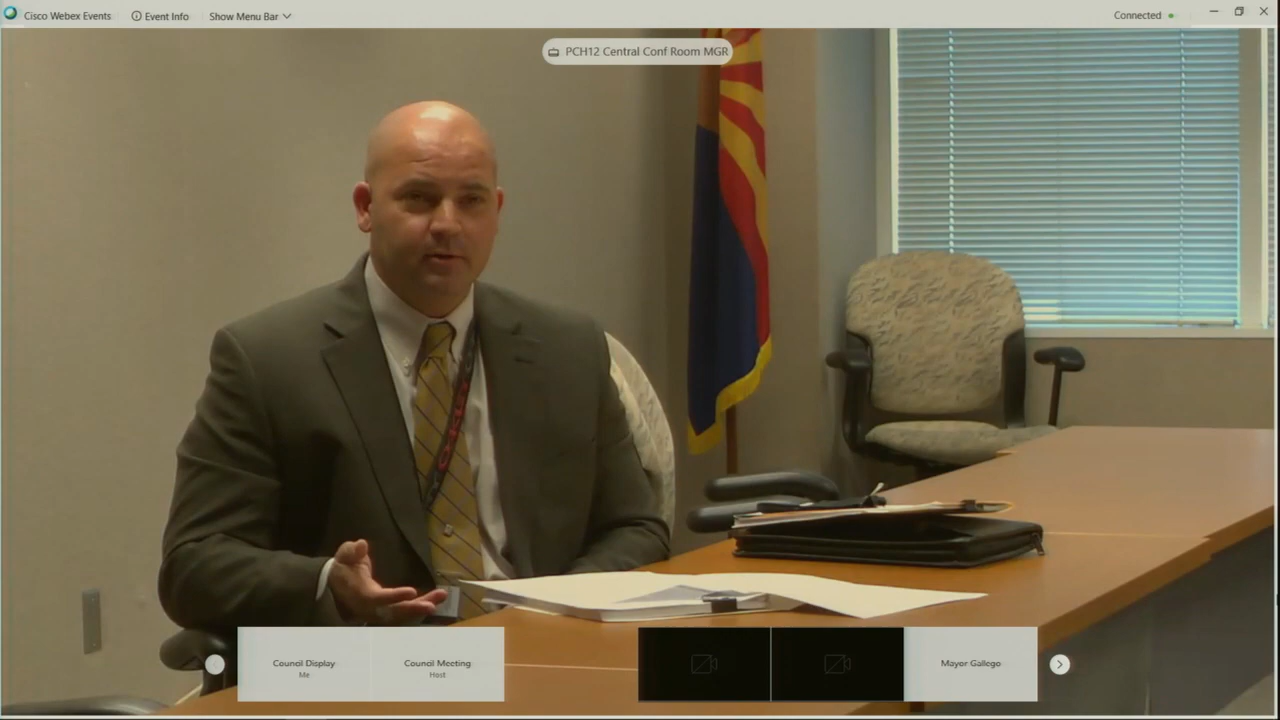 Cisco Webex Events
Event Info
Show Menu Bar
Connected
PCH12 Central Conf Room MGR
Council Display
Me
Council Meeting
Host
Mayor Gallego